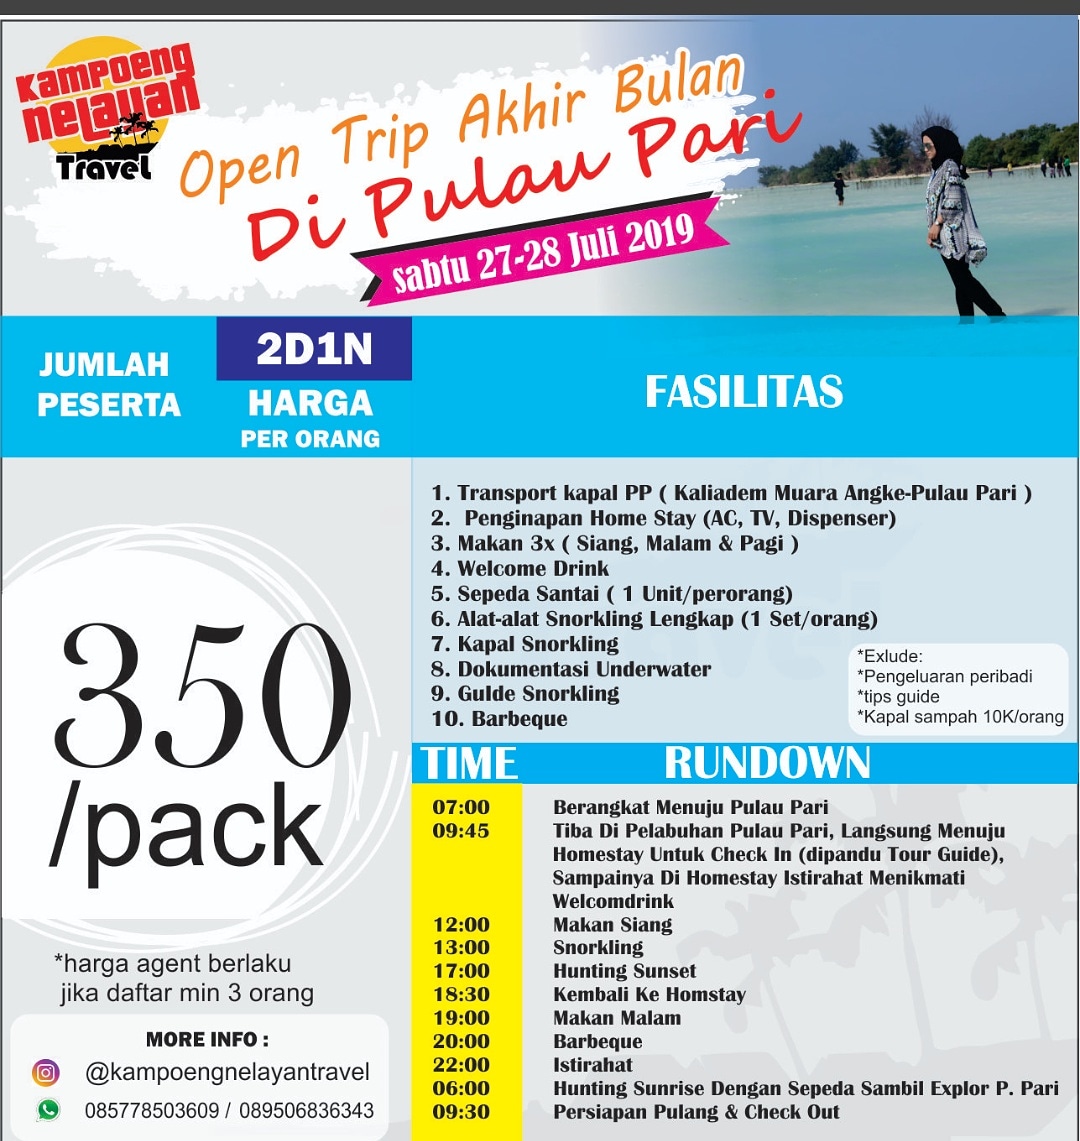 Kampoeng
nelayan
Travel
Open Trip Akhir Bulan
Di Pulau Pari
sabtu 27-28 Juli 2019
JUMLAH
PESERTA
2D1N
HARGA
PER ORANG
FASILITAS
350
/pack
*harga agent berlaku
jika daftar min 3 orang
MORE INFO :
@kampoengnelayantravel
085778503609 / 089506836343
1. Transport kapal PP ( Kaliadem Muara Angke-Pulau Pari )
2. Penginapan Home Stay (AC, TV, Dispenser)
3. Makan 3x ( Siang, Malam & Pagi )
4. Welcome Drink
5. Sepeda Santai ( 1 Unit/perorang)
6. Alat-alat Snorkling Lengkap (1 Set/orang)
7. Kapal Snorkling
8. Dokumentasi Underwater
9. GuIde Snorkling
10. Barbeque
*Exlude:
*Pengeluaran peribadi
*tips guide
*Kapal sampah 10K/orang
TIME RUNDOWN
07:00 Berangkat Menuju Pulau Pari
09:45 Tiba Di Pelabuhan Pulau Pari, Langsung Menuju
Homestay Untuk Check In (dipandu Tour Guide),
Sampainya Di Homestay Istirahat Menikmati
Welcomdrink
12:00 Makan Siang
13:00 Snorkling
17:00 Hunting Sunset
18:30 Kembali Ke Homstay
19:00 Makan Malam
20:00 Barbeque
22:00 Istirahat
06:00 Hunting Sunrise Dengan Sepeda Sambil Explor P. Pari
09:30 Persiapan Pulang & Check Out